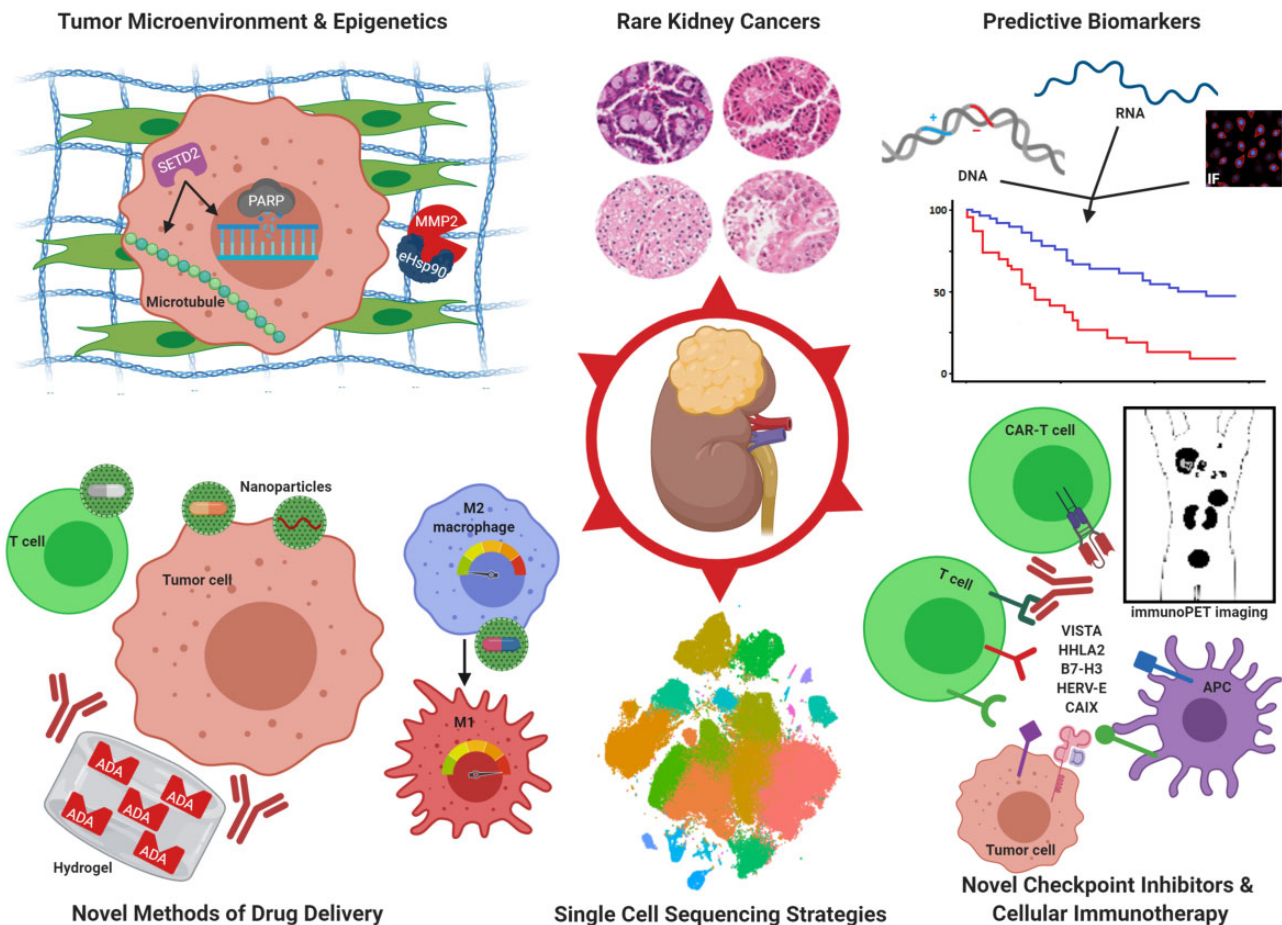 Tumor Microenvironment & Epigenetics
SETD2
PARP
MMP2
eHsp90
Microtubule
Rare Kidney Cancers
Predictive Biomarkers
RNA
+
−
DNA
IF
100
50
0
Nanoparticles
T cell
Tumor cell
M2
macrophage
M1
ADA
ADA
ADA
ADA
ADA
Hydrogel
Novel Methods of Drug Delivery
Single Cell Sequencing Strategies
CAR-T cell
T cell
immunoPET imaging
VISTA
HHLA2
B7-H3
HERV-E
CAIX
APC
Tumor cell
Novel Checkpoint Inhibitors &
Cellular Immunotherapy